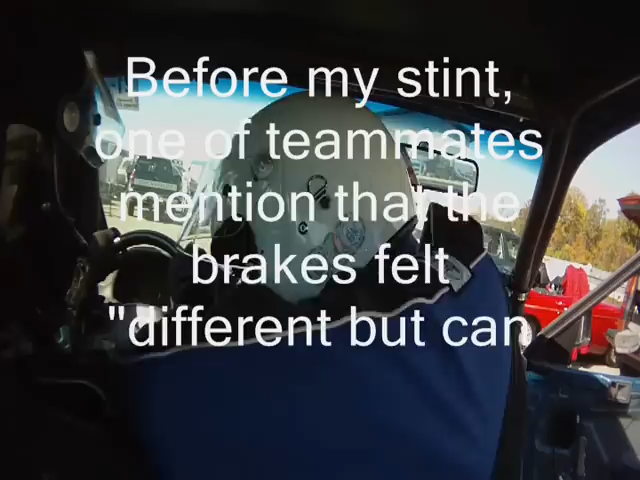 Before my stint,
one of teammates
mention that the
brakes felt
"different but can